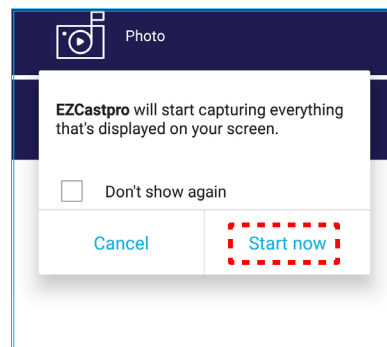 Photo
EZCastpro will start capturing everything
that's displayed on your screen.
Don't show again
Cancel
Start now